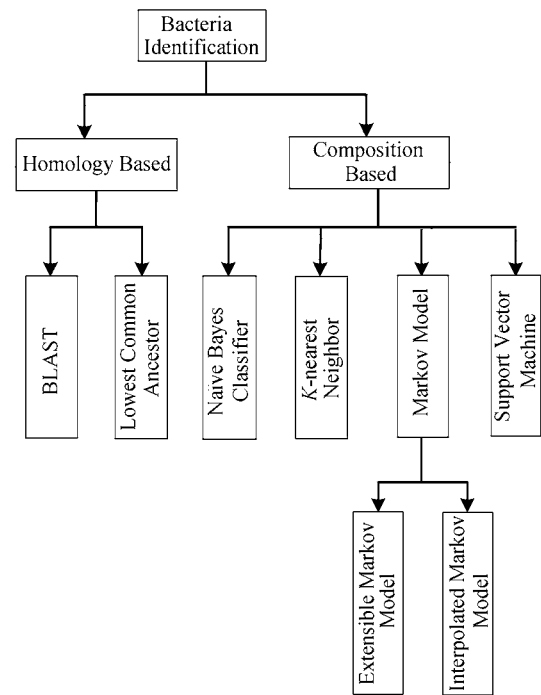 Bacteria
Identification
Homology Based
Composition
Based
BLAST
Lowest Common
Ancestor
Naïve Bayes
Classifier
K-nearest
Neighbor
Markov Model
Support Vector
Machine
Extensible Markov
Model
Interpolated Markov
Model